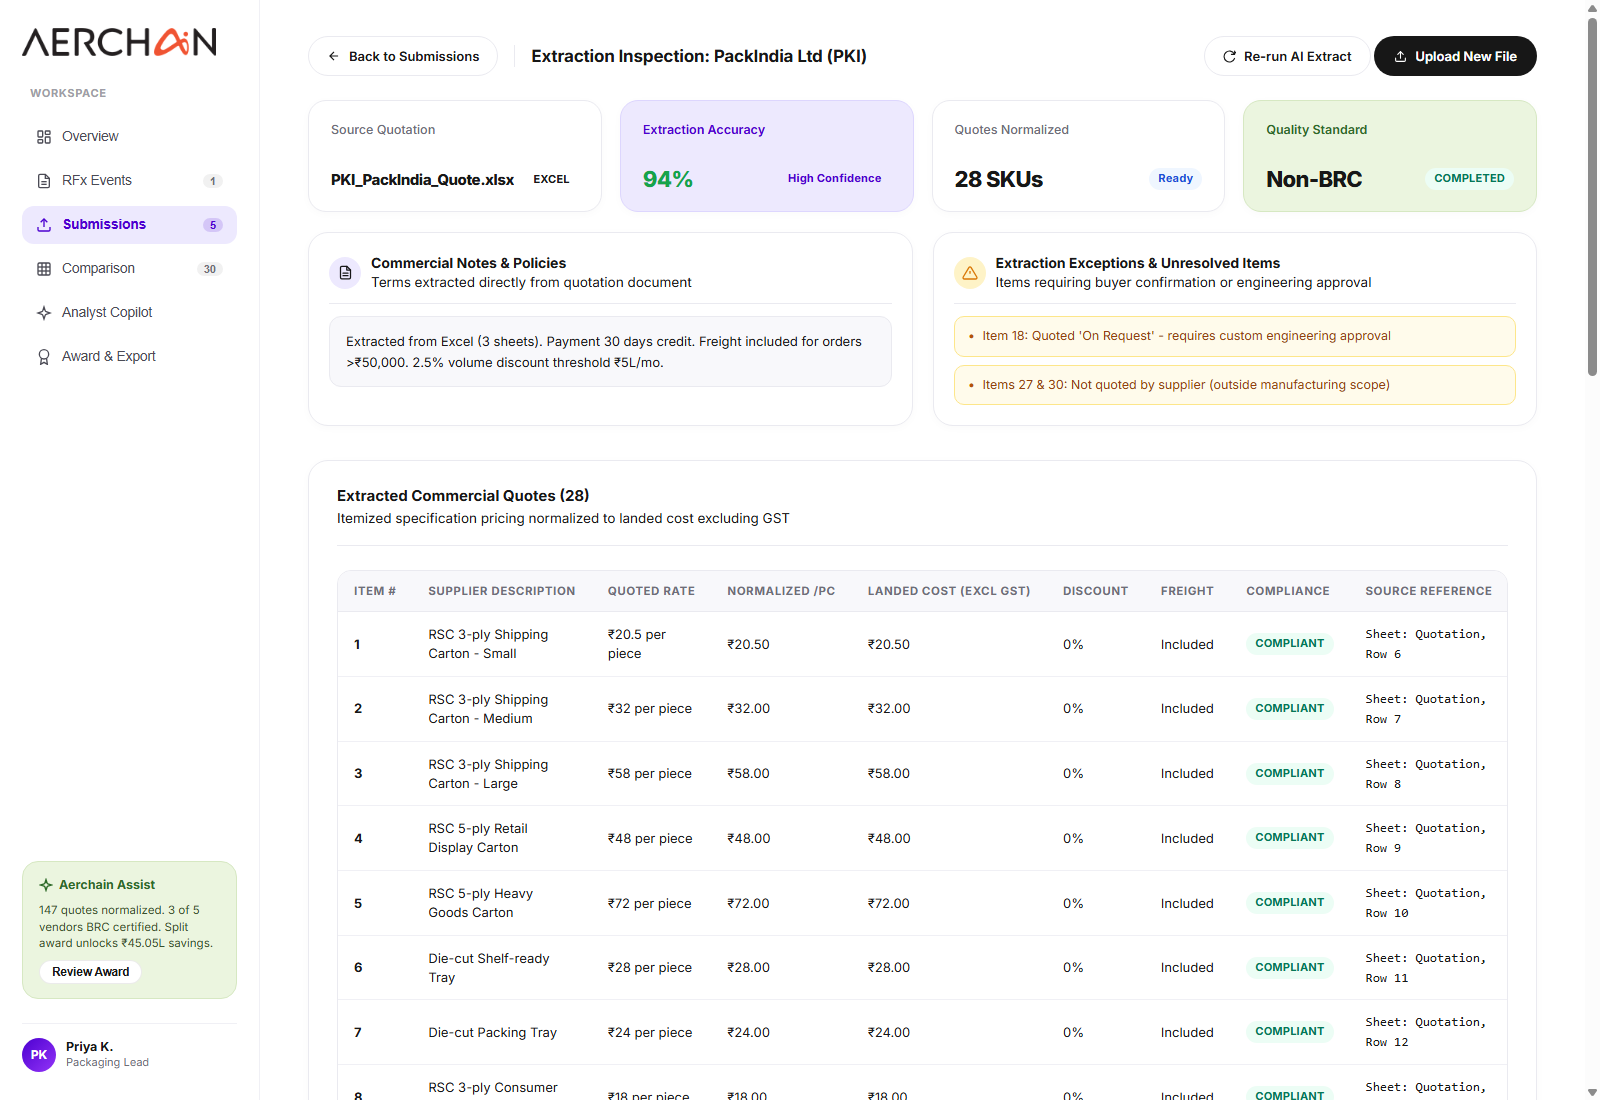 AERCHAIN
WORKSPACE
Overview
RFx Events 1
Submissions 5
Comparison 30
Analyst Copilot
Award & Export
Aerchain Assist
147 quotes normalized. 3 of 5
vendors BRC certified. Split
award unlocks ₹45.05L savings.
Review Award
PK
Priya K.
Packaging Lead
Back to Submissions
Extraction Inspection: PackIndia Ltd (PKI)
Re-run AI Extract
Upload New File
Source Quotation
PKI_PackIndia_Quote.xlsx EXCEL
Extraction Accuracy
94% High Confidence
Quotes Normalized
28 SKUs Ready
Quality Standard
Non-BRC COMPLETED
Commercial Notes & Policies
Terms extracted directly from quotation document
Extracted from Excel (3 sheets). Payment 30 days credit. Freight included for orders
>₹50,000. 2.5% volume discount threshold ₹5L/mo.
Extraction Exceptions & Unresolved Items
Items requiring buyer confirmation or engineering approval
• Item 18: Quoted 'On Request' - requires custom engineering approval
• Items 27 & 30: Not quoted by supplier (outside manufacturing scope)
Extracted Commercial Quotes (28)
Itemized specification pricing normalized to landed cost excluding GST
ITEM # SUPPLIER DESCRIPTION QUOTED RATE NORMALIZED /PC LANDED COST (EXCL GST) DISCOUNT FREIGHT COMPLIANCE SOURCE REFERENCE
1 RSC 3-ply Shipping Carton - Small ₹20.5 per piece ₹20.50 ₹20.50 0% Included COMPLIANT Sheet: Quotation, Row 6
2 RSC 3-ply Shipping Carton - Medium ₹32 per piece ₹32.00 ₹32.00 0% Included COMPLIANT Sheet: Quotation, Row 7
3 RSC 3-ply Shipping Carton - Large ₹58 per piece ₹58.00 ₹58.00 0% Included COMPLIANT Sheet: Quotation, Row 8
4 RSC 5-ply Retail Display Carton ₹48 per piece ₹48.00 ₹48.00 0% Included COMPLIANT Sheet: Quotation, Row 9
5 RSC 5-ply Heavy Goods Carton ₹72 per piece ₹72.00 ₹72.00 0% Included COMPLIANT Sheet: Quotation, Row 10
6 Die-cut Shelf-ready Tray ₹28 per piece ₹28.00 ₹28.00 0% Included COMPLIANT Sheet: Quotation, Row 11
7 Die-cut Packing Tray ₹24 per piece ₹24.00 ₹24.00 0% Included COMPLIANT Sheet: Quotation, Row 12
8 RSC 3-ply Consumer ₹18 per piece ₹18.00 ₹18.00 0% Included COMPLIANT Sheet: Quotation,